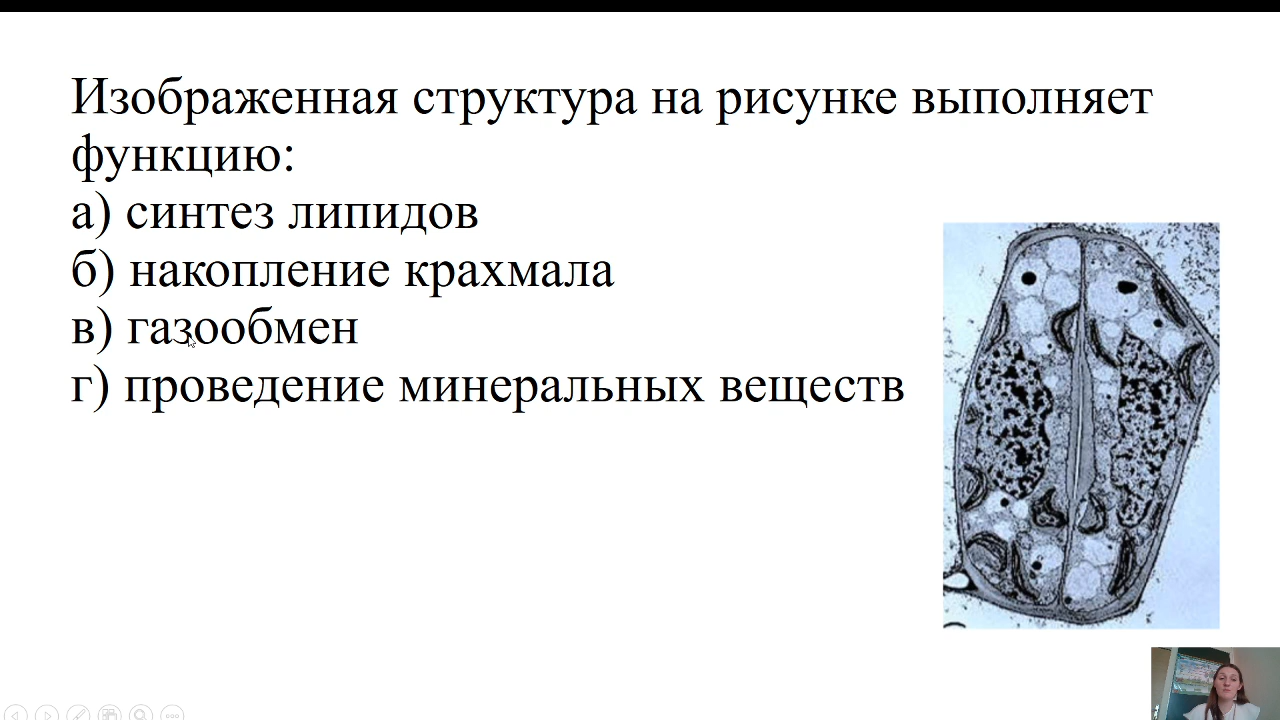 Изображенная структура на рисунке выполняет
функцию:
а) синтез липидов
б) накопление крахмала
в) газообмен
г) проведение минеральных веществ